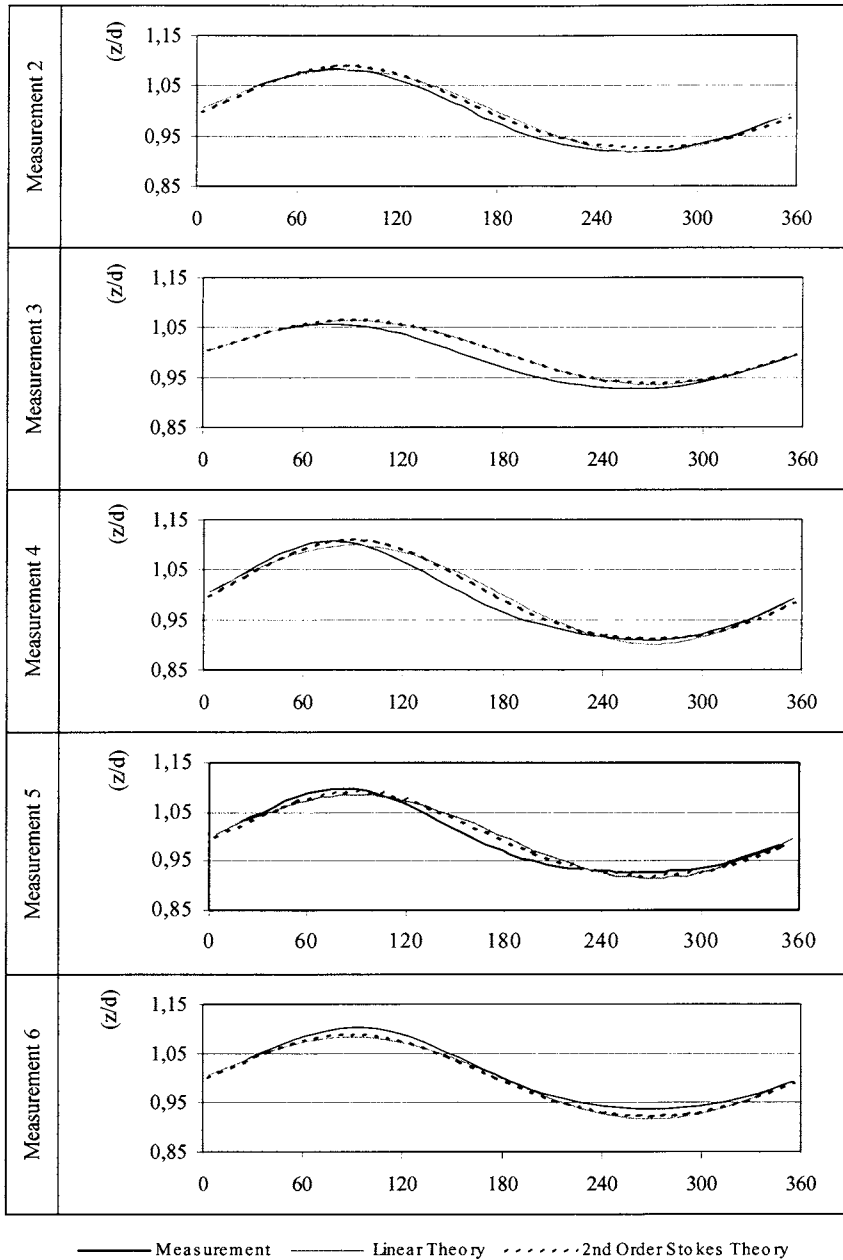 Measurement 2
(z/d)
1,15
1,05
0,95
0,85
0 60 120 180 240 300 360
Measurement 3
(z/d)
1,15
1,05
0,95
0,85
0 60 120 180 240 300 360
Measurement 4
(z/d)
1,15
1,05
0,95
0,85
0 60 120 180 240 300 360
Measurement 5
(z/d)
1,15
1,05
0,95
0,85
0 60 120 180 240 300 360
Measurement 6
(z/d)
1,15
1,05
0,95
0,85
0 60 120 180 240 300 360
Measurement Linear Theory 2nd Order Stokes Theory